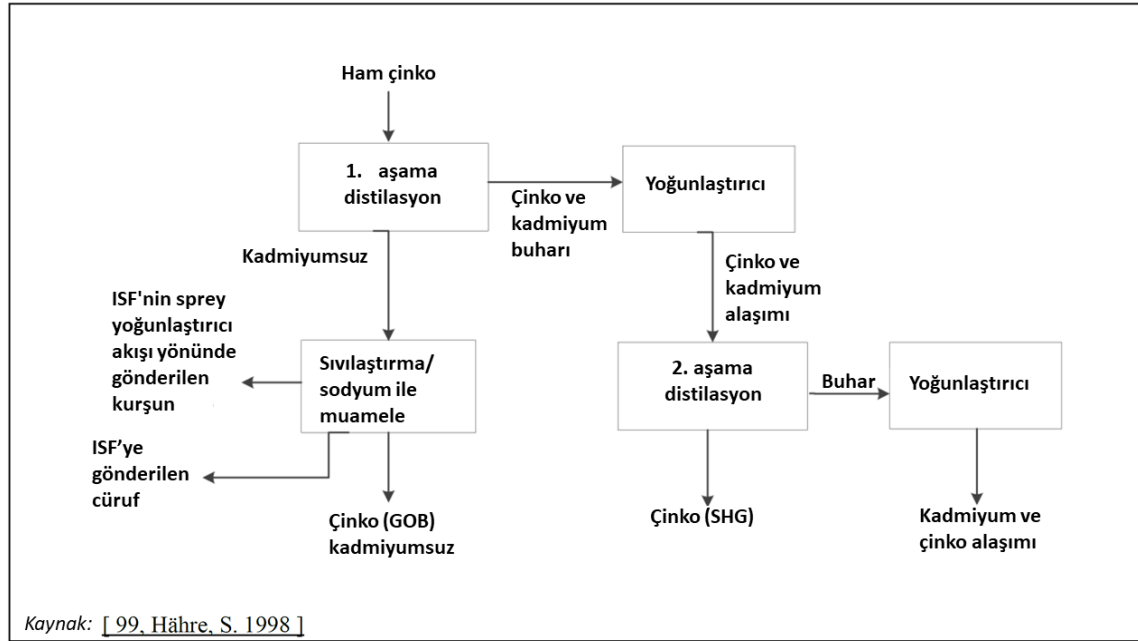 Ham çinko
1. aşama
distilasyon
Çinko ve
kadmiyum
buharı
Yoğunlaştırıcı
Kadmiyumsuz
Çinko ve
kadmiyum
alaşımı
ISF'nin sprey
yoğunlaştırıcı
akışı yönünde
gönderilen
kurşun
Sıvılaştırma/
sodyum ile
muamele
2. aşama
distilasyon
Buhar
Yoğunlaştırıcı
ISF’ye
gönderilen
cüruf
Çinko (GOB)
kadmiyumsuz
Çinko (SHG)
Kadmiyum ve
çinko alaşımı
Kaynak: [ 99, Hähre, S. 1998 ]